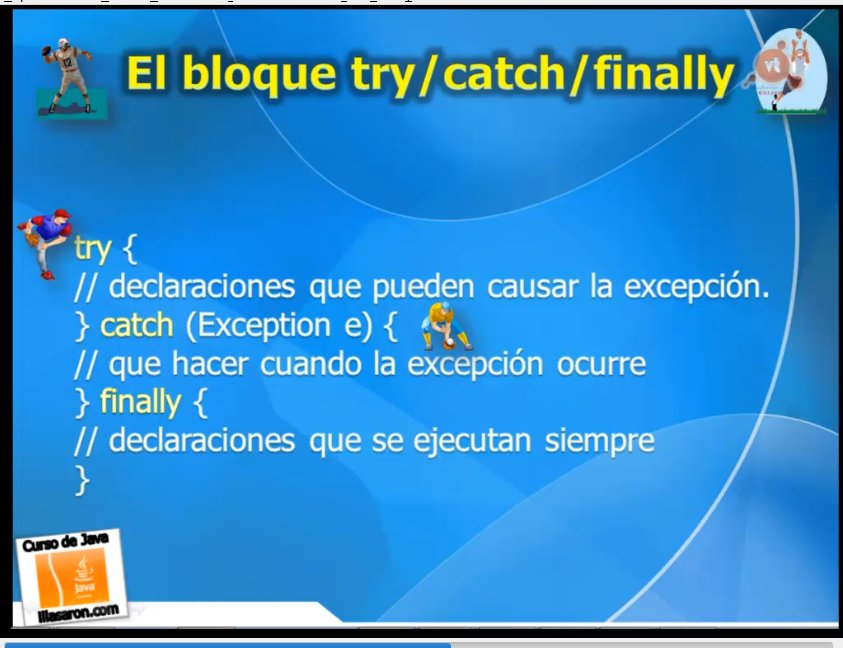 El bloque try/catch/finally
try {
// declaraciones que pueden causar la excepción.
} catch (Exception e) {
// que hacer cuando la excepción ocurre
} finally {
// declaraciones que se ejecutan siempre
}
Curso de Java
Java
illasaron.com